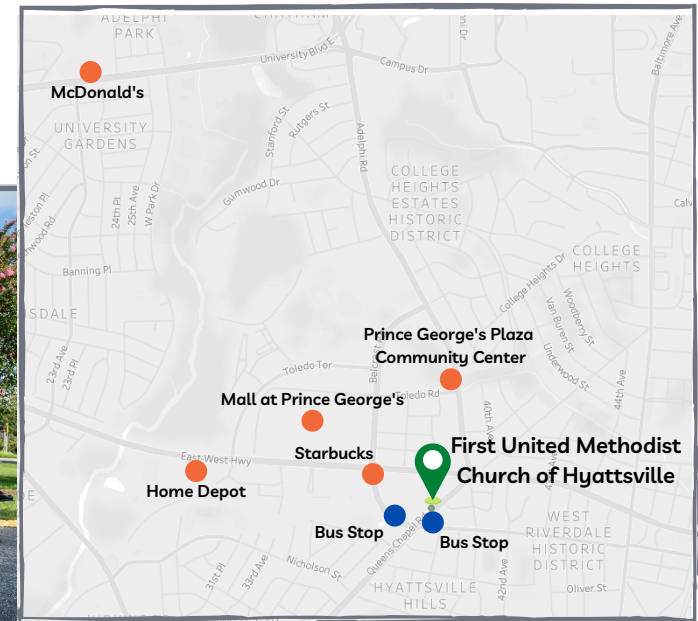 ADELPHI
PARK
University Blvd E
Campus Dr
Baltimore Ave
McDonald's
UNIVERSITY
GARDENS
Stanford St
Rutgers St
Adelphi Rd
24th Pl
25th Ave
W Park Dr
Gumwood Dr
COLLEGE
HEIGHTS
ESTATES
HISTORIC
DISTRICT
COLLEGE
HEIGHTS
College Heights Dr
Banning Pl
Van Buren St
Woodberry St
Underwood St
23rd Ave
23rd Pl
44th Ave
Prince George's Plaza
Community Center
Toledo Ter
Toledo Rd
Mall at Prince George's
Starbucks
East-West Hwy
Home Depot
First United Methodist
Church of Hyattsville
Bus Stop
Bus Stop
Queens Chapel Rd
WEST
RIVERDALE
HISTORIC
DISTRICT
31st Pl
33rd Ave
Nicholson St
42nd Ave
Oliver St
HYATTSVILLE
HILLS